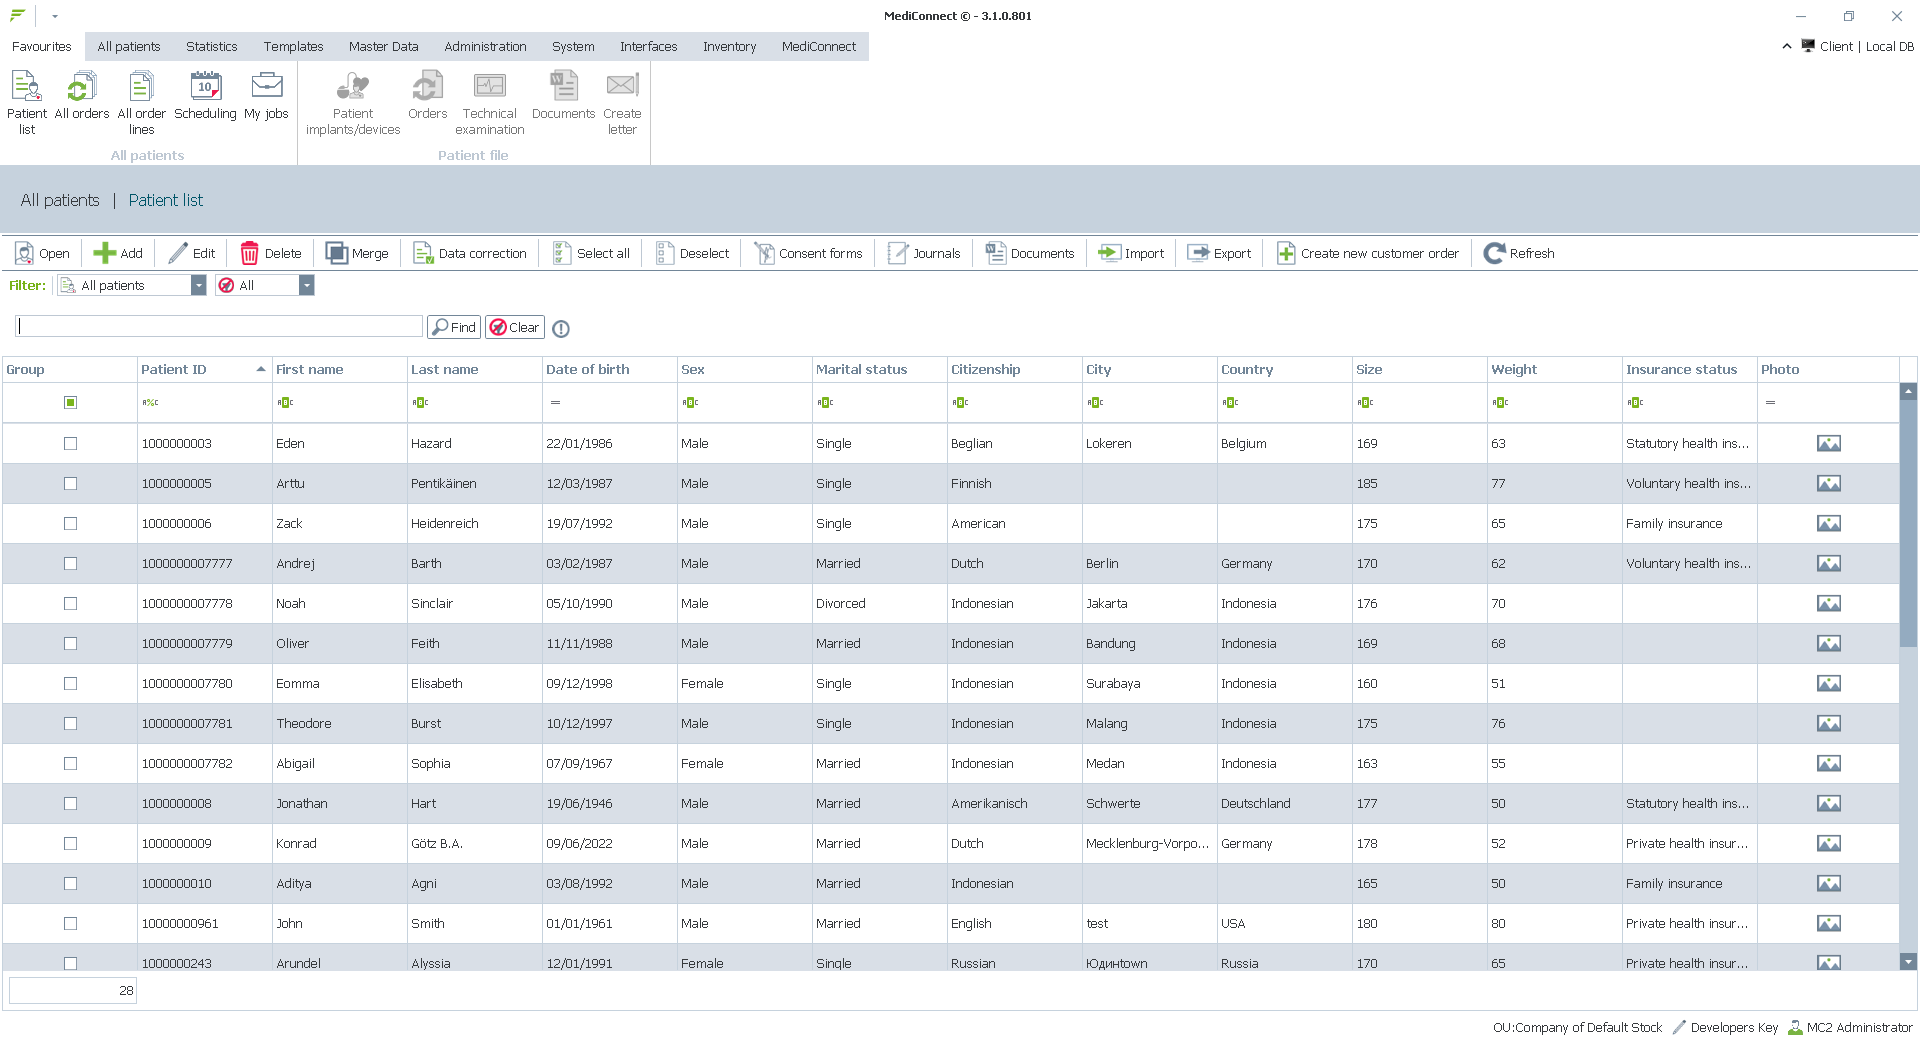 MediConnect © - 3.1.0.801
Favourites All patients Statistics Templates Master Data Administration System Interfaces Inventory MediConnect Client | Local DB
Patient list All orders All order lines Scheduling My jobs Patient implants/devices Orders Technical examination Documents Create letter
All patients Patient file
All patients | Patient list
Open Add Edit Delete Merge Data correction Select all Deselect Consent forms Journals Documents Import Export Create new customer order Refresh
Filter: All patients All
Find Clear
Group Patient ID First name Last name Date of birth Sex Marital status Citizenship City Country Size Weight Insurance status Photo
A%C ABC ABC = ABC ABC ABC ABC ABC ABC ABC ABC =
1000000003 Eden Hazard 22/01/1986 Male Single Beglian Lokeren Belgium 169 63 Statutory health ins...
1000000005 Arttu Pentikäinen 12/03/1987 Male Single Finnish 185 77 Voluntary health ins...
1000000006 Zack Heidenreich 19/07/1992 Male Single American 175 65 Family insurance
1000000007777 Andrej Barth 03/02/1987 Male Married Dutch Berlin Germany 170 62 Voluntary health ins...
1000000007778 Noah Sinclair 05/10/1990 Male Divorced Indonesian Jakarta Indonesia 176 70
1000000007779 Oliver Feith 11/11/1988 Male Married Indonesian Bandung Indonesia 169 68
1000000007780 Eomma Elisabeth 09/12/1998 Female Single Indonesian Surabaya Indonesia 160 51
1000000007781 Theodore Burst 10/12/1997 Male Single Indonesian Malang Indonesia 175 76
1000000007782 Abigail Sophia 07/09/1967 Female Married Indonesian Medan Indonesia 163 55
1000000008 Jonathan Hart 19/06/1946 Male Married Amerikanisch Schwerte Deutschland 177 50 Statutory health ins...
1000000009 Konrad Götz B.A. 09/06/2022 Male Married Dutch Mecklenburg-Vorpo... Germany 178 52 Private health insur...
1000000010 Aditya Agni 03/08/1992 Male Married Indonesian 165 50 Family insurance
10000000961 John Smith 01/01/1961 Male Married English test USA 180 80 Private health insur...
1000000243 Arundel Alyssia 12/01/1991 Female Single Russian Юдинтоwn Russia 170 65 Private health insur...
28
OU:Company of Default Stock Developers Key MC2 Administrator